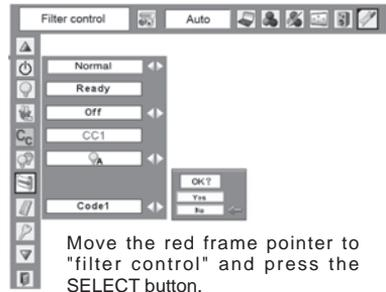 Filter control
Auto
Normal
Ready
Off
Cc
CC1
A
OK?
Yes
No
Code1
Move the red frame pointer to
"filter control" and press the
SELECT button.